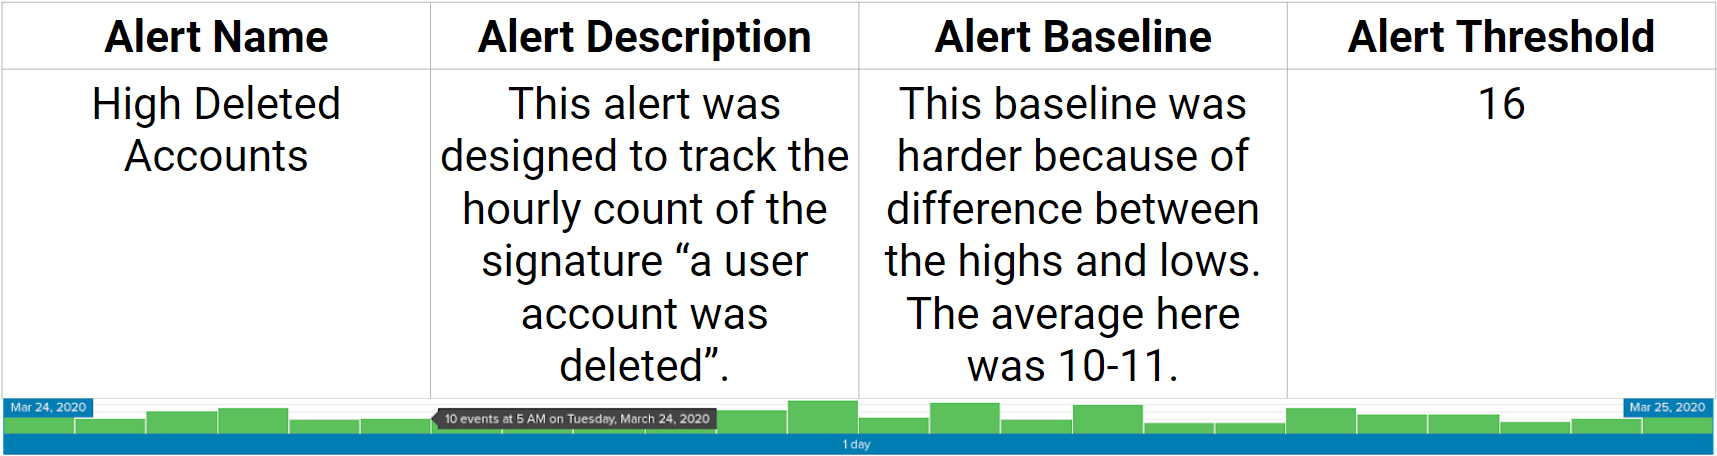 Alert Name
Alert Description
Alert Baseline
Alert Threshold
High Deleted
Accounts
This alert was
designed to track the
hourly count of the
signature “a user
account was
deleted”.
This baseline was
harder because of
difference between
the highs and lows.
The average here
was 10-11.
16
Mar 24, 2020
10 events at 5 AM on Tuesday, March 24, 2020
Mar 25, 2020
1 day